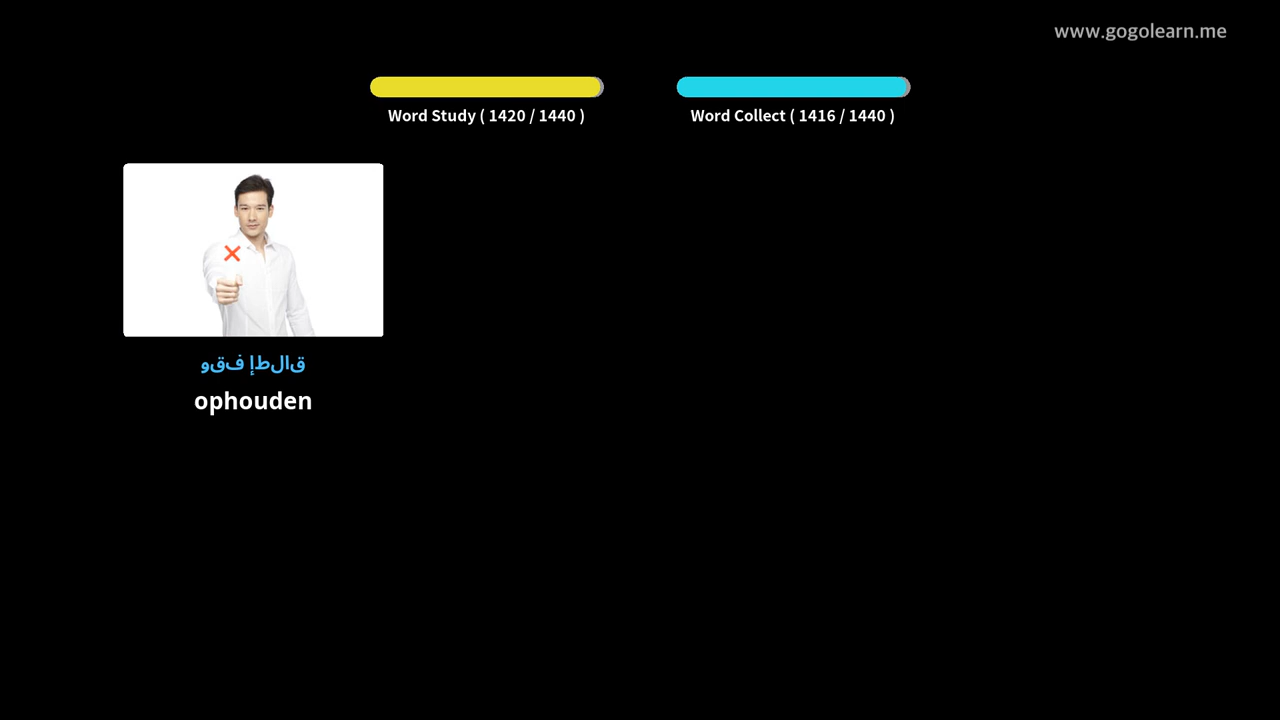 www.gogolearn.me
Word Study ( 1420 / 1440 )
Word Collect ( 1416 / 1440 )
قالطإ فقو
ophouden